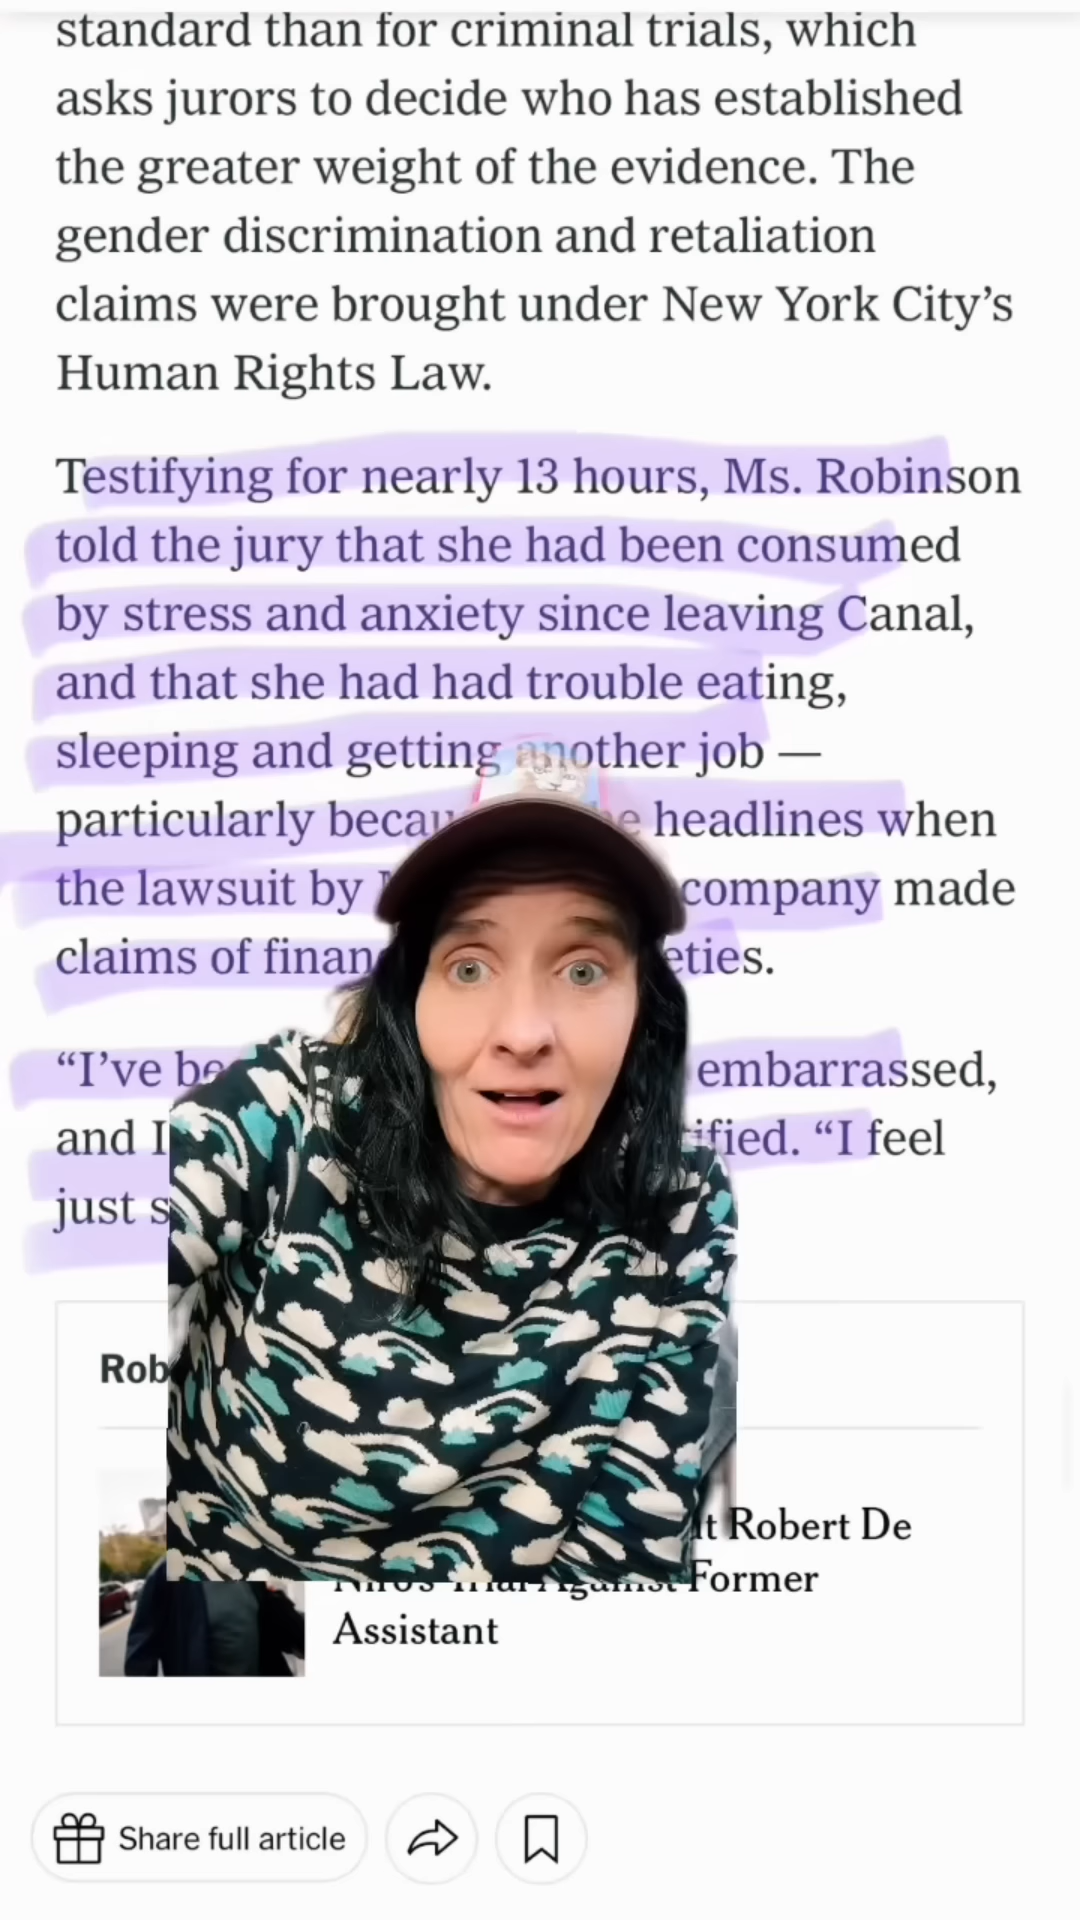 standard than for criminal trials, which
asks jurors to decide who has established
the greater weight of the evidence. The
gender discrimination and retaliation
claims were brought under New York City’s
Human Rights Law.
Testifying for nearly 13 hours, Ms. Robinson
told the jury that she had been consumed
by stress and anxiety since leaving Canal,
and that she had had trouble eating,
sleeping and getting another job —
particularly headlines when
the lawsuit by company made
claims of
“I’ve embarrassed,
and I “I feel
just
Robert De
Former
Assistant
Share full article